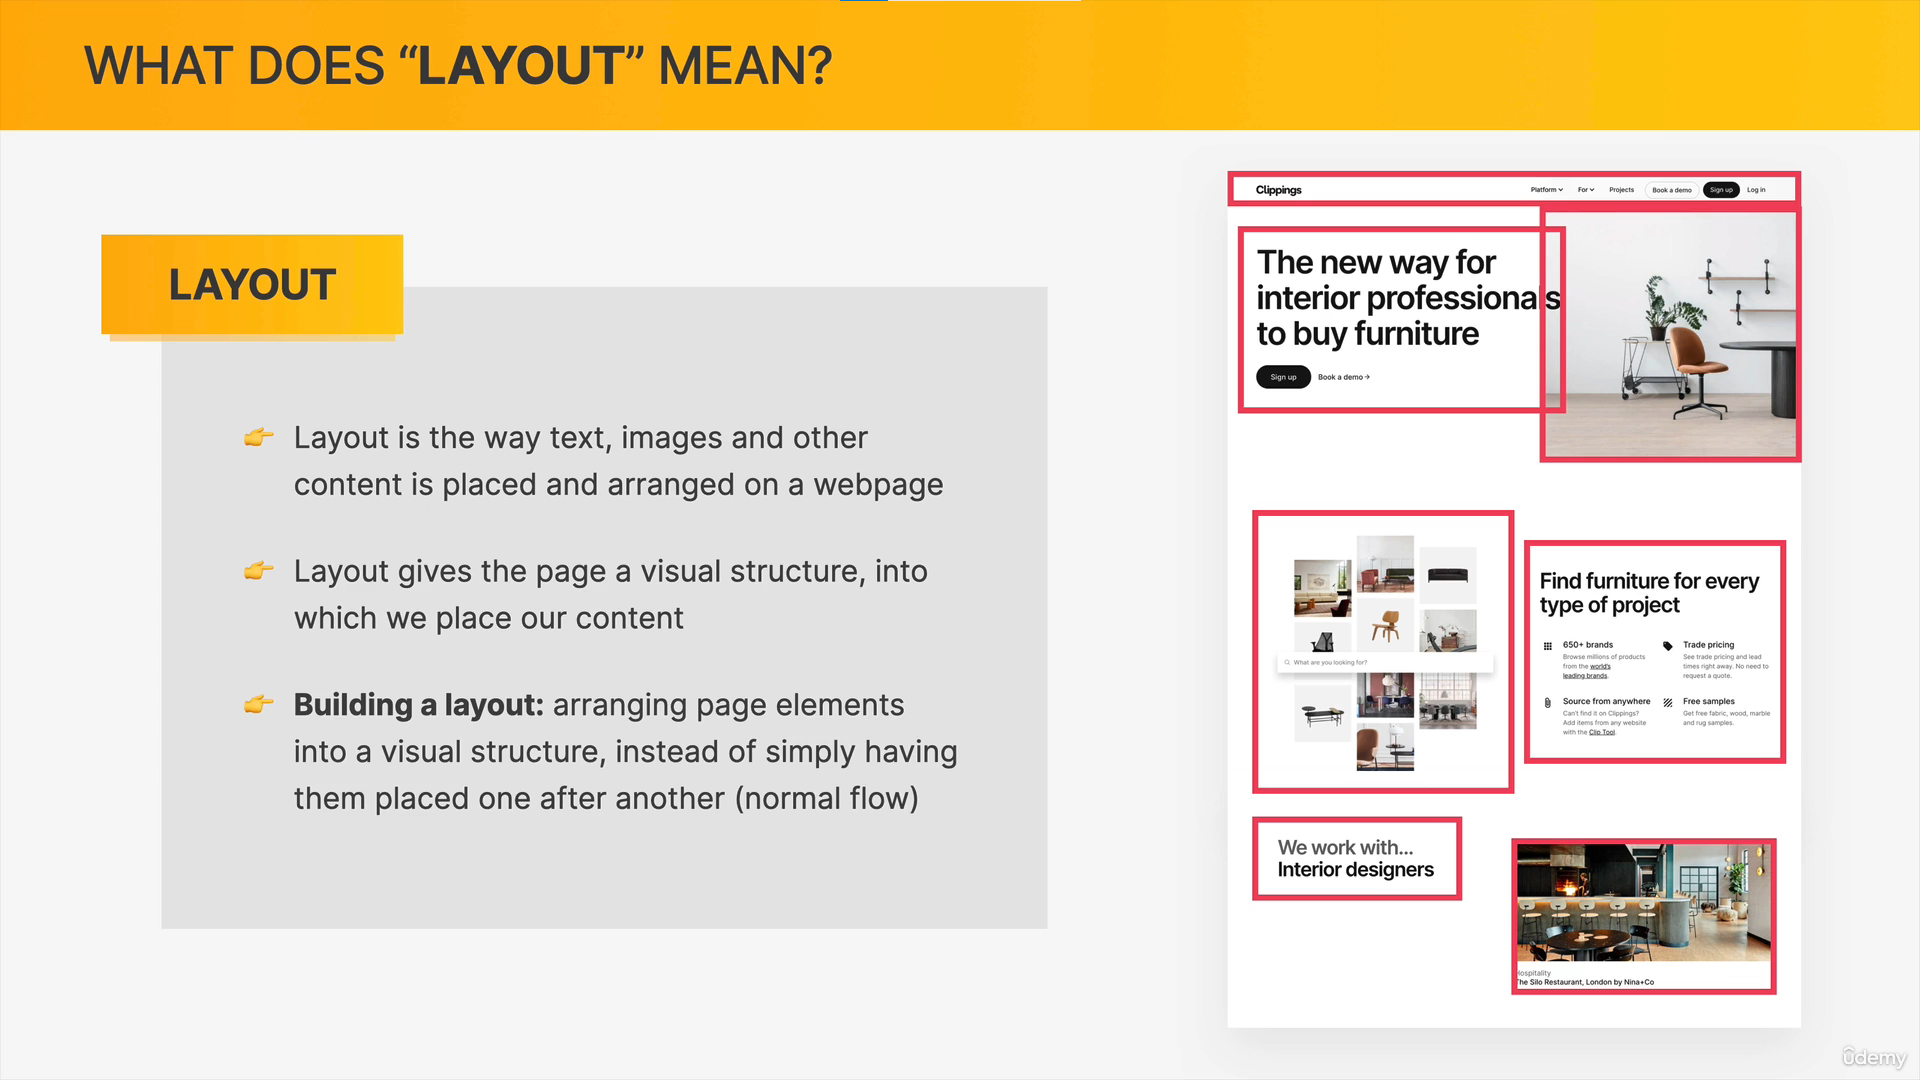 WHAT DOES “LAYOUT” MEAN?
LAYOUT
Layout is the way text, images and other
content is placed and arranged on a webpage
Layout gives the page a visual structure, into
which we place our content
Building a layout: arranging page elements
into a visual structure, instead of simply having
them placed one after another (normal flow)
Clippings
Platform
For
Projects
Book a demo
Sign up
Log in
The new way for
interior professionals
to buy furniture
Sign up
Book a demo →
What are you looking for?
Find furniture for every
type of project
650+ brands
Browse millions of products
from the world's
leading brands.
Trade pricing
See trade pricing and lead
times right away. No need to
request a quote.
Source from anywhere
Can't find it on Clippings?
Add items from any website
with the Clip Tool.
Free samples
Get free fabric, wood, marble
and rug samples.
We work with...
Interior designers
Hospitality
The Silo Restaurant, London by Nina+Co
ûdemy